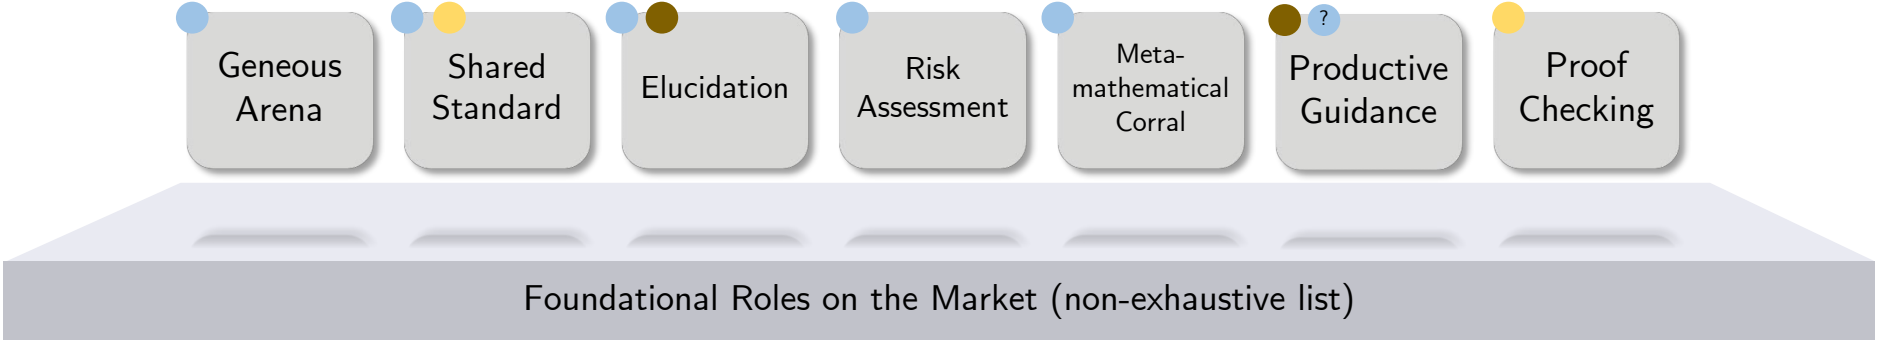 Geneous
Arena
Shared
Standard
Elucidation
Risk
Assessment
Meta-
mathematical
Corral
?
Productive
Guidance
Proof
Checking
Foundational Roles on the Market (non-exhaustive list)